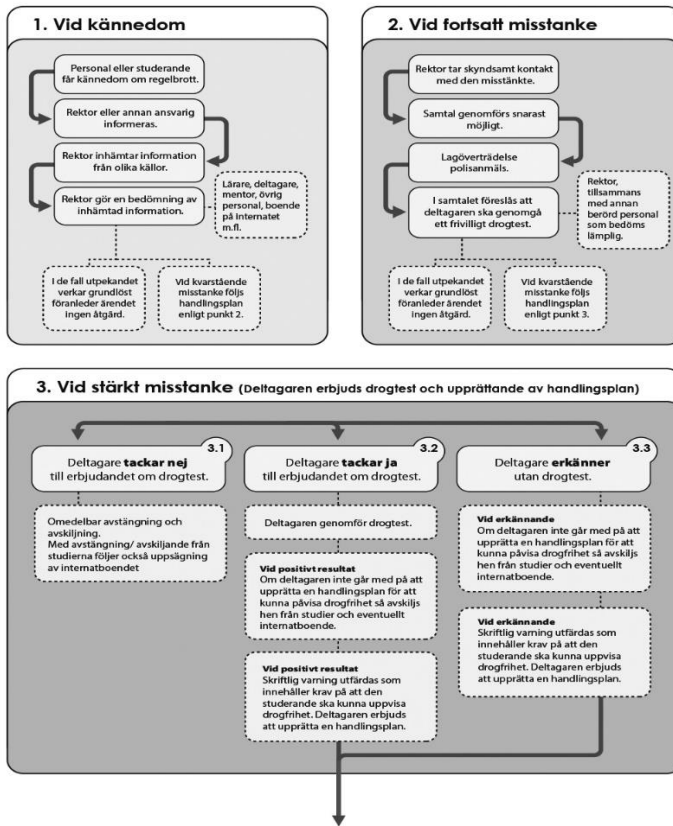 1. Vid kännedom
Personal eller studerande
får kännedom om regelbrott.
Rektor eller annan ansvarig
informeras.
Rektor inhämtar information
från olika källor.
Rektor gör en bedömning av
inhämtad information.
Lärare, deltagare,
mentor, övrig
personal, boende
på Internatet
m.fl.
I de fall utpekandet
verkar grundlöst
föranleder ärendet
ingen åtgärd.
Vid kvarstående
misstanke följs
handlingsplan
enligt punkt 2.
2. Vid fortsatt misstanke
Rektor tar skyndsamt kontakt
med den misstänkte.
Samtal genomförs snarast
möjligt.
Lagöverträdelse
polisanmäls.
I samtalet föreslås att
deltagaren ska genomgå
ett frivilligt drogtest.
Rektor,
tillsammans
med annan
berörd personal
som bedöms
lämplig.
I de fall utpekandet
verkar grundlöst
föranleder ärendet
ingen åtgärd.
Vid kvarstående
misstanke följs
handlingsplan
enligt punkt 3.
3. Vid stärkt misstanke (Deltagaren erbjuds drogtest och upprättande av handlingsplan)
3.1
Deltagare tackar nej
till erbjudandet om drogtest.
Omedelbar avstängning och
avskiljning.
Med avstängning/ avskiljande från
studierna följer också uppsägning
av internatboendet
3.2
Deltagare tackar ja
till erbjudandet om drogtest.
Deltagaren genomför drogtest.
Vid positivt resultat
Om deltagaren inte går med på att
upprätta en handlingsplan för att
kunna påvisa drogfrihet så avskiljs
hen från studier och eventuellt
internatboende.
Vid positivt resultat
Skriftlig varning utfärdas som
innehåller krav på att den
studerande ska kunna uppvisa
drogfrihet. Deltagaren erbjuds
att upprätta en handlingsplan.
3.3
Deltagare erkänner
utan drogtest.
Vid erkännande
Om deltagaren inte går med på att
upprätta en handlingsplan för att
kunna påvisa drogfrihet så avskiljs
hen från studier och eventuellt
internatboende.
Vid erkännande
Skriftlig varning utfärdas som
innehåller krav på att den
studerande ska kunna uppvisa
drogfrihet. Deltagaren erbjuds
att upprätta en handlingsplan.